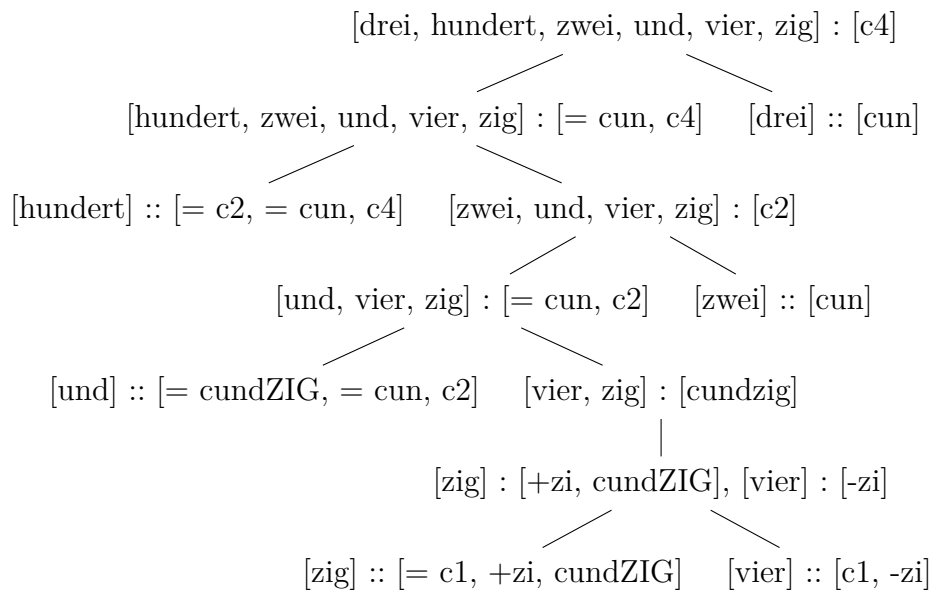 [drei, hundert, zwei, und, vier, zig] : [c4]
[hundert, zwei, und, vier, zig] : [= cun, c4] [drei] :: [cun]
[hundert] :: [= c2, = cun, c4] [zwei, und, vier, zig] : [c2]
[und, vier, zig] : [= cun, c2] [zwei] :: [cun]
[und] :: [= cundZIG, = cun, c2] [vier, zig] : [cundzig]
[zig] : [+zi, cundZIG], [vier] : [-zi]
[zig] :: [= c1, +zi, cundZIG] [vier] :: [c1, -zi]